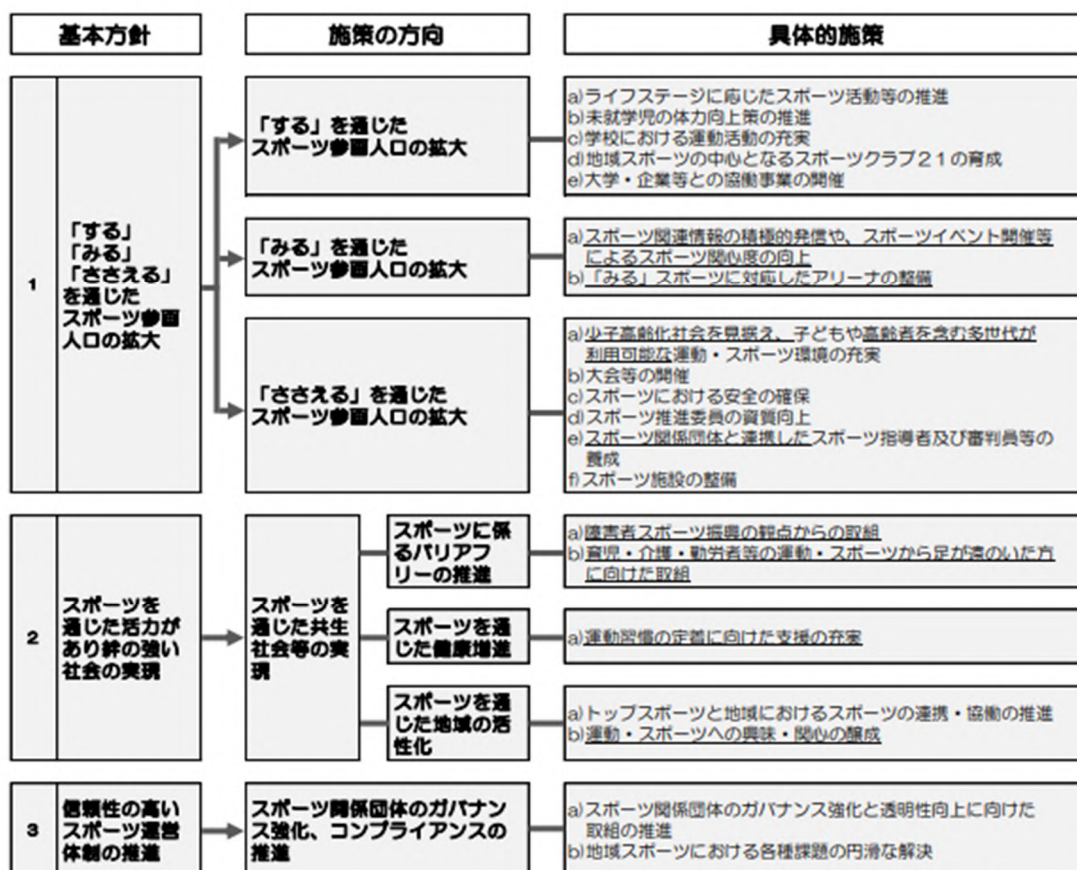 基本方針
施策の方向
具体的施策
1
「する」
「みる」
「ささえる」
を通じた
スポーツ参画
人口の拡大
「する」を通じた
スポーツ参画人口の拡大
a)ライフステージに応じたスポーツ活動等の推進
b)未就学児の体力向上策の推進
c)学校における運動活動の充実
d)地域スポーツの中心となるスポーツクラブ21の育成
e)大学・企業等との協働事業の開催
「みる」を通じた
スポーツ参画人口の拡大
a)スポーツ関連情報の積極的発信や、スポーツイベント開催等
によるスポーツ関心度の向上
b)「みる」スポーツに対応したアリーナの整備
「ささえる」を通じた
スポーツ参画人口の拡大
a)少子高齢化社会を見据え、子どもや高齢者を含む多世代が
利用可能な運動・スポーツ環境の充実
b)大会等の開催
c)スポーツにおける安全の確保
d)スポーツ推進委員の資質向上
e)スポーツ関係団体と連携したスポーツ指導者及び審判員等の
養成
f)スポーツ施設の整備
2
スポーツを
通じた活力が
あり絆の強い
社会の実現
スポーツを
通じた共生
社会等の実
現
スポーツに係
るバリアフ
リーの推進
a)障害者スポーツ振興の観点からの取組
b)育児・介護・勤労者等の運動・スポーツから足が遠のいた方
に向けた取組
スポーツを通
じた健康増進
a)運動習慣の定着に向けた支援の充実
スポーツを通
じた地域の活
性化
a)トップスポーツと地域におけるスポーツの連携・協働の推進
b)運動・スポーツへの興味・関心の醸成
3
信頼性の高い
スポーツ運営
体制の推進
スポーツ関係団体のガバナン
ス強化、コンプライアンスの
推進
a)スポーツ関係団体のガバナンス強化と透明性向上に向けた
取組の推進
b)地域スポーツにおける各種課題の円滑な解決